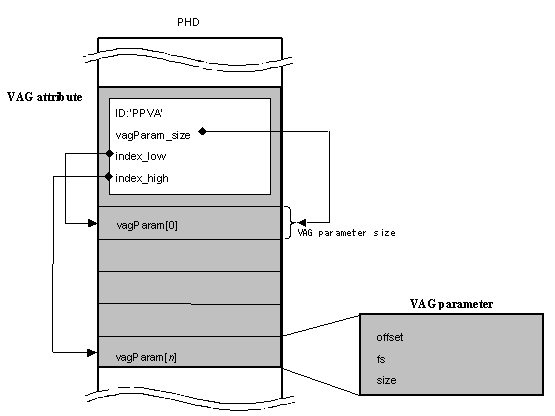 PHD
VAG attribute
ID:'PPVA'
vagParam_size
index_low
index_high
vagParam[0]
VAG parameter size
VAG parameter
offset
fs
size
vagParam[n]